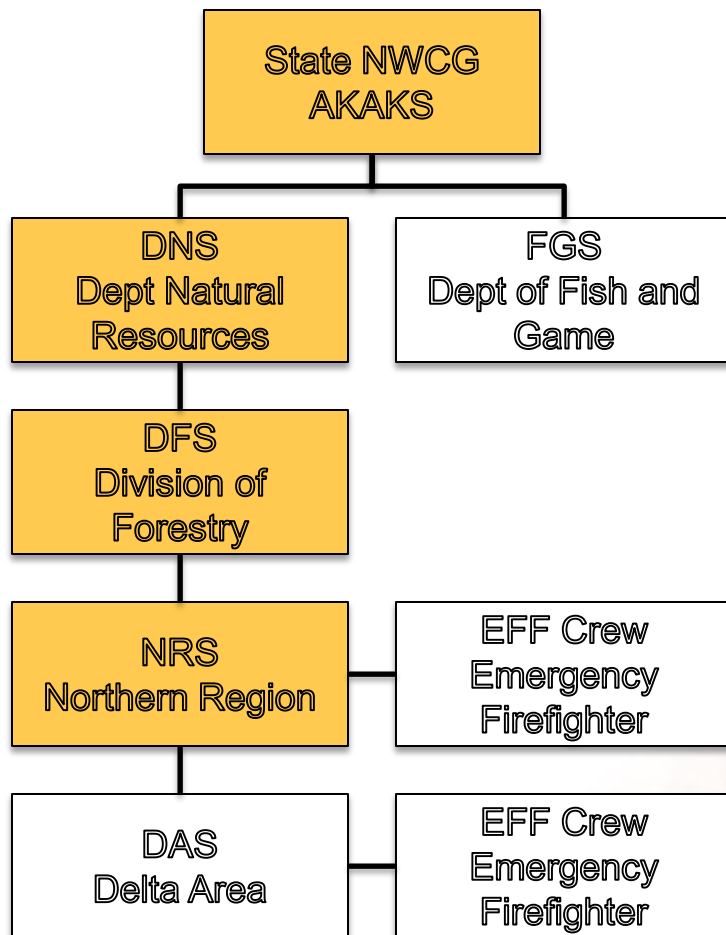 State NWCG
AKAKS
DNS
Dept Natural
Resources
FGS
Dept of Fish and
Game
DFS
Division of
Forestry
NRS
Northern Region
EFF Crew
Emergency
Firefighter
DAS
Delta Area
EFF Crew
Emergency
Firefighter